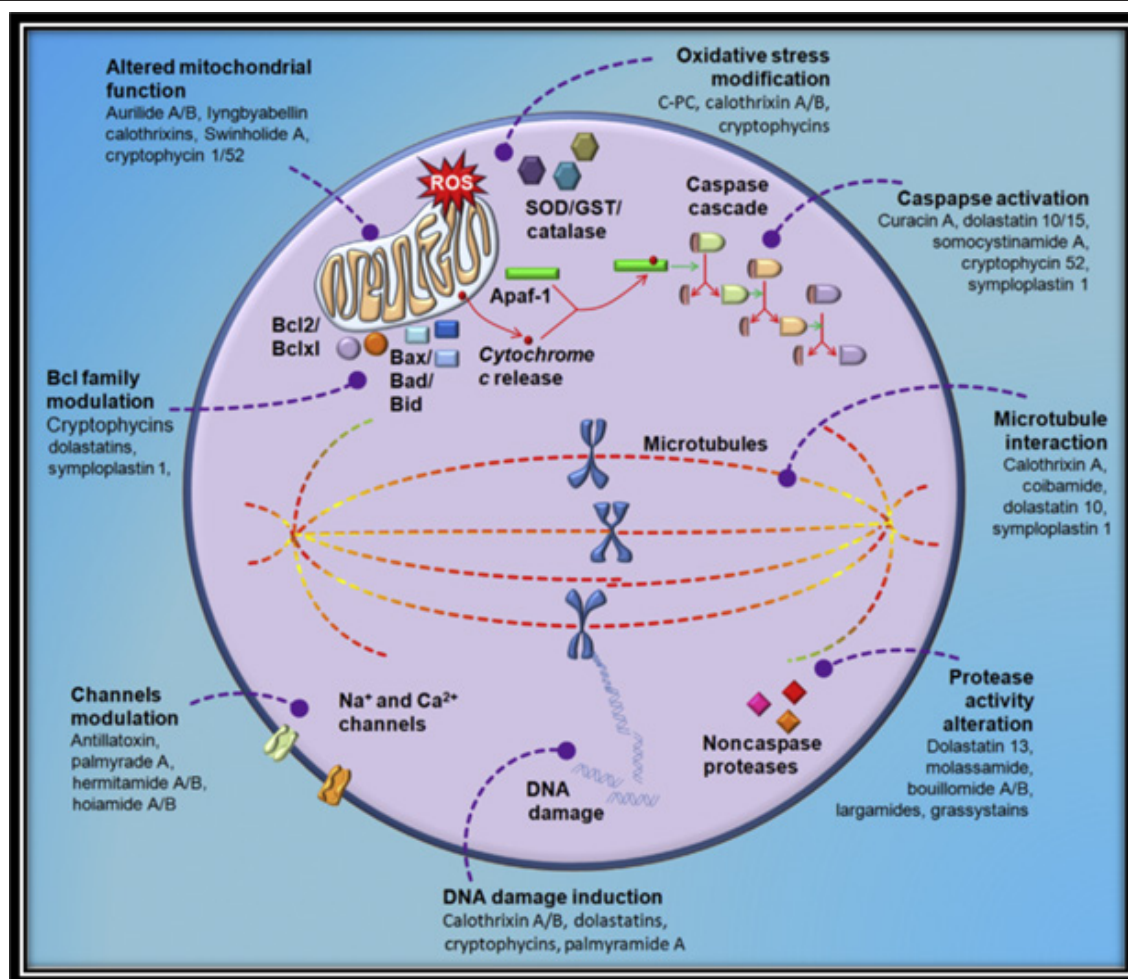 Altered mitochondrial
function
Aurilide A/B, lyngbyabellin
calothrixins, Swinholide A,
cryptophycin 1/52
Oxidative stress
modification
C-PC, calothrixin A/B,
cryptophycins
ROS
SOD/GST/
catalase
Caspase
cascade
Caspapse activation
Curacin A, dolastatin 10/15,
somocystinamide A,
cryptophycin 52,
symploplastin 1
Apaf-1
Bcl2/
Bclxl
Bax/
Bad/
Bid
Cytochrome
c release
Bcl family
modulation
Cryptophycins
dolastatins,
symploplastin 1,
Microtubules
Microtubule
interaction
Calothrixin A,
coibamide,
dolastatin 10,
symploplastin 1
Channels
modulation
Antillatoxin,
palmyrade A,
hermitamide A/B,
hoiamide A/B
Na⁺ and Ca²⁺
channels
Noncaspase
proteases
Protease
activity
alteration
Dolastatin 13,
molassamide,
bouillomide A/B,
largamides, grassystains
DNA
damage
DNA damage induction
Calothrixin A/B, dolastatins,
cryptophycins, palmyramide A